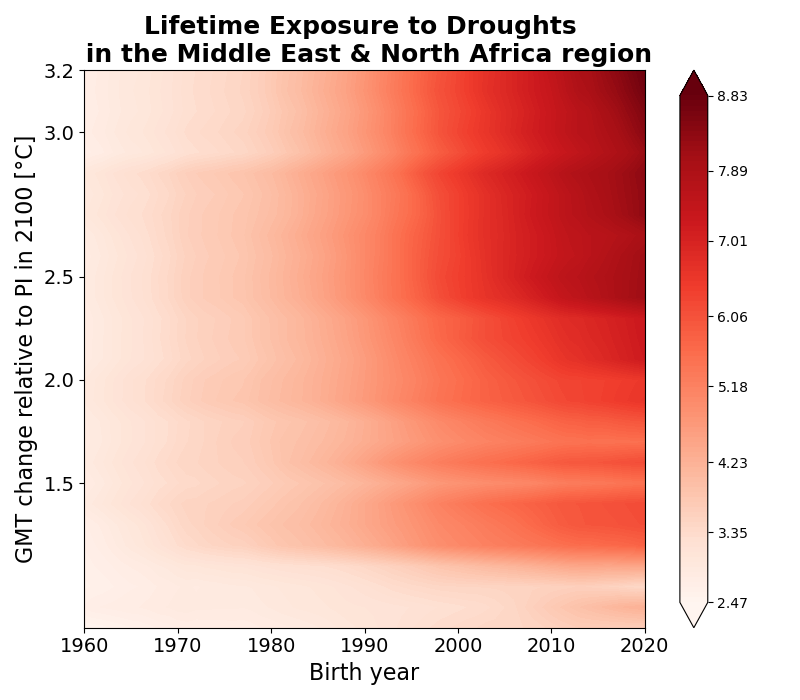 Lifetime Exposure to Droughts
in the Middle East & North Africa region
GMT change relative to PI in 2100 [°C]
3.2
3.0
2.5
2.0
1.5
1960 1970 1980 1990 2000 2010 2020
Birth year
8.83
7.89
7.01
6.06
5.18
4.23
3.35
2.47